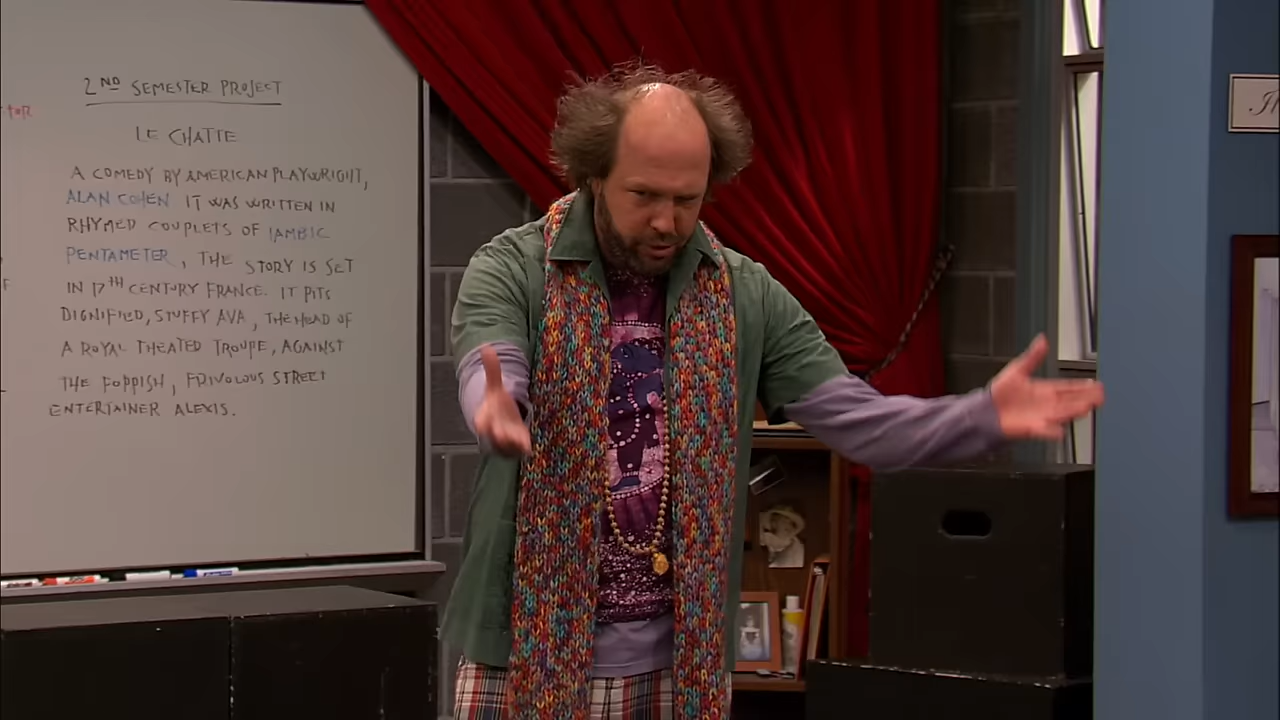 2ND SEMESTER PROJECT
LE CHATTE
A COMEDY BY AMERICAN PLAYWRIGHT,
ALAN COHEN IT WAS WRITTEN IN
RHYMED COUPLETS OF IAMBIC
PENTAMETER, THE STORY IS SET
IN 17TH CENTURY FRANCE. IT PITS
DIGNIFIED, STUFFY AVA, THE HEAD OF
A ROYAL THEATED TROUPE, AGAINST
THE FOPPISH, FRIVOLOUS STREET
ENTERTAINER ALEXIS.